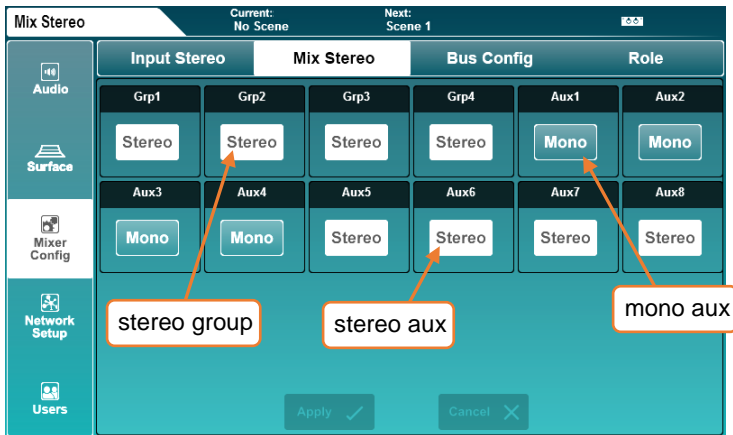 Mix Stereo
Current:
No Scene
Next:
Scene 1
Audio
Surface
Mixer
Config
Network
Setup
Users
Input Stereo
Mix Stereo
Bus Config
Role
Grp1
Grp2
Grp3
Grp4
Aux1
Aux2
Stereo
Stereo
Stereo
Stereo
Mono
Mono
Aux3
Aux4
Aux5
Aux6
Aux7
Aux8
Mono
Mono
Stereo
Stereo
Stereo
Stereo
stereo group
stereo aux
mono aux
Apply
Cancel